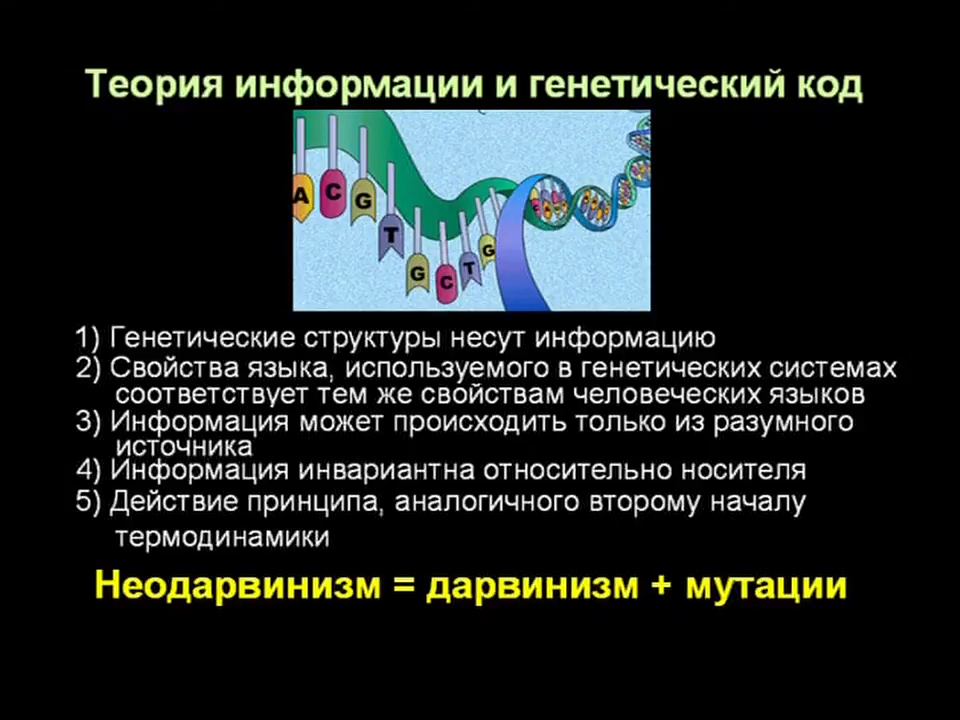 Теория информации и генетический код
A C G T G C T G
1) Генетические структуры несут информацию
2) Свойства языка, используемого в генетических системах
соответствует тем же свойствам человеческих языков
3) Информация может происходить только из разумного
источника
4) Информация инвариантна относительно носителя
5) Действие принципа, аналогичного второму началу
термодинамики
Неодарвинизм = дарвинизм + мутации